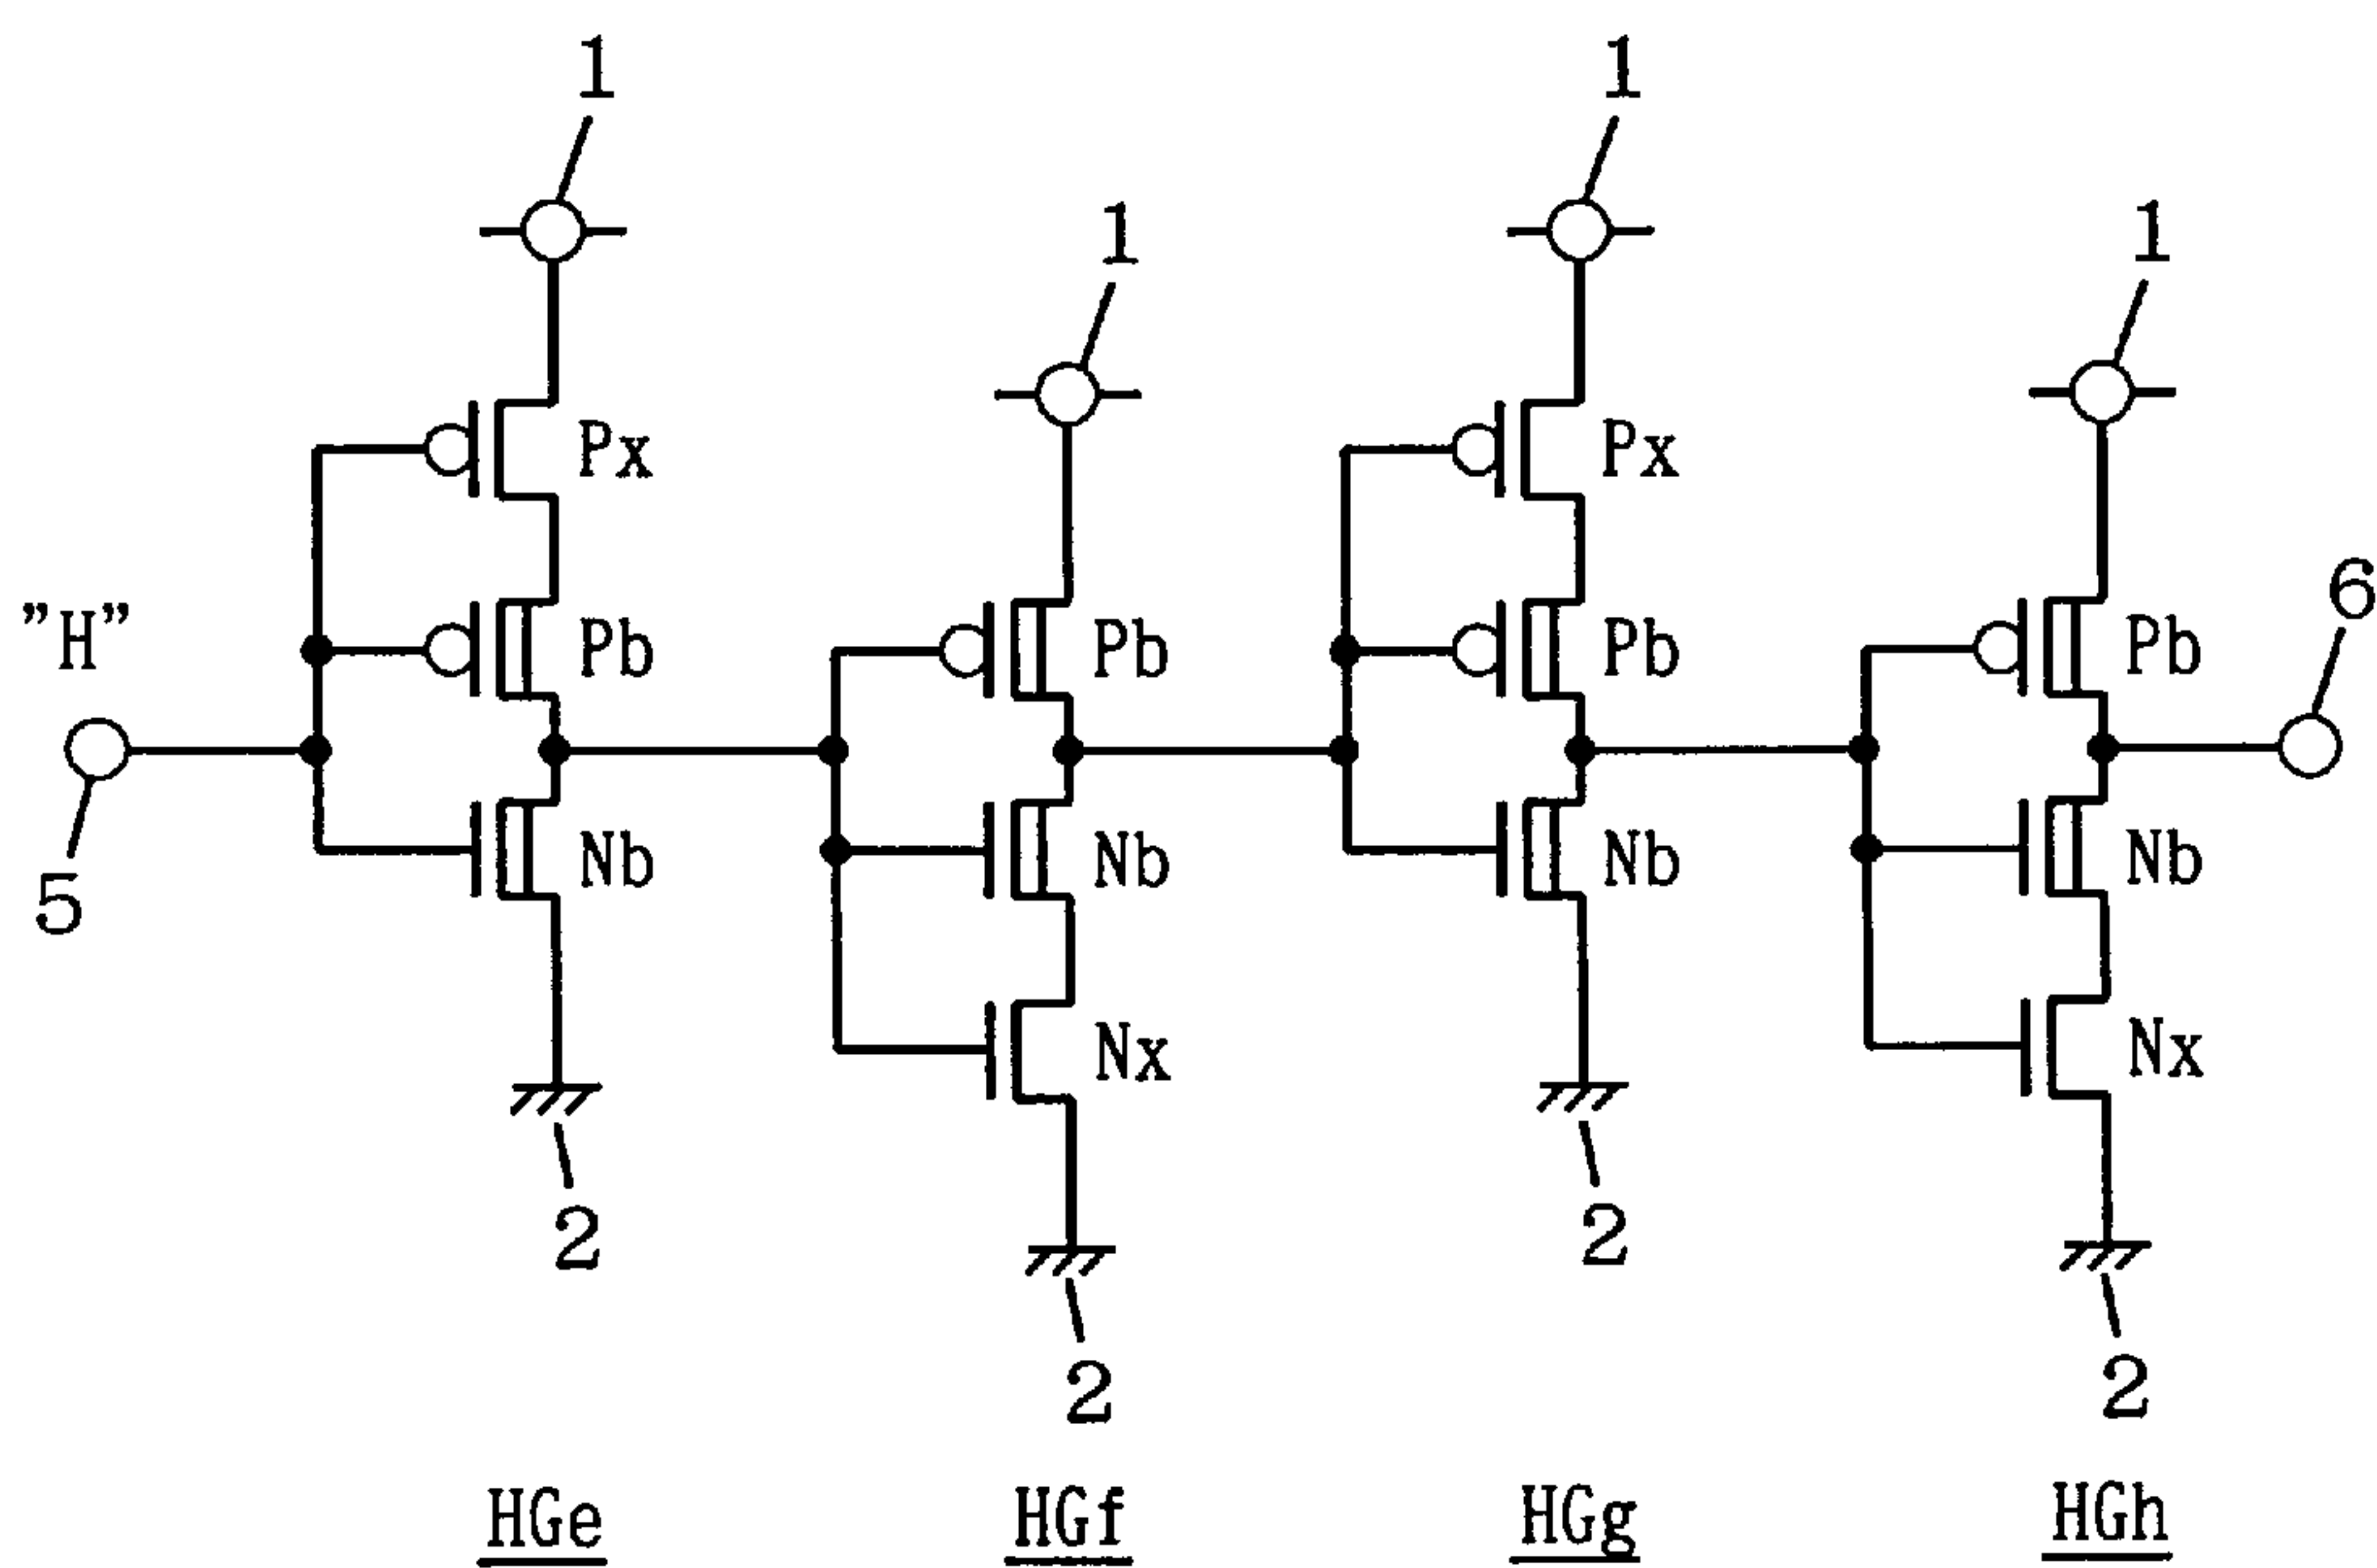 1 1
1 1
Px Px
"H" Pb Pb Pb Pb 6
5 Nb Nb Nb Nb
Nx Nx
2 2
2 2
HGe HGf HGg HGh